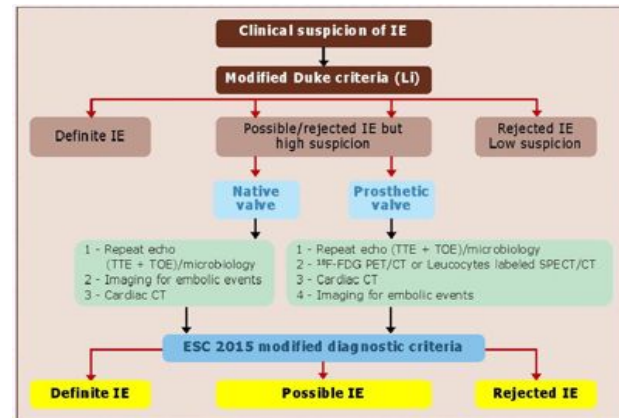 Clinical suspicion of IE
Modified Duke criteria (Li)
Definite IE
Possible/rejected IE but
high suspicion
Rejected IE
Low suspicion
Native
valve
Prosthetic
valve
1 - Repeat echo
(TTE + TOE)/microbiology
2 - Imaging for embolic events
3 - Cardiac CT
1 - Repeat echo (TTE + TOE)/microbiology
2 - ¹⁸F-FDG PET/CT or Leucocytes labeled SPECT/CT
3 - Cardiac CT
4 - Imaging for embolic events
ESC 2015 modified diagnostic criteria
Definite IE
Possible IE
Rejected IE